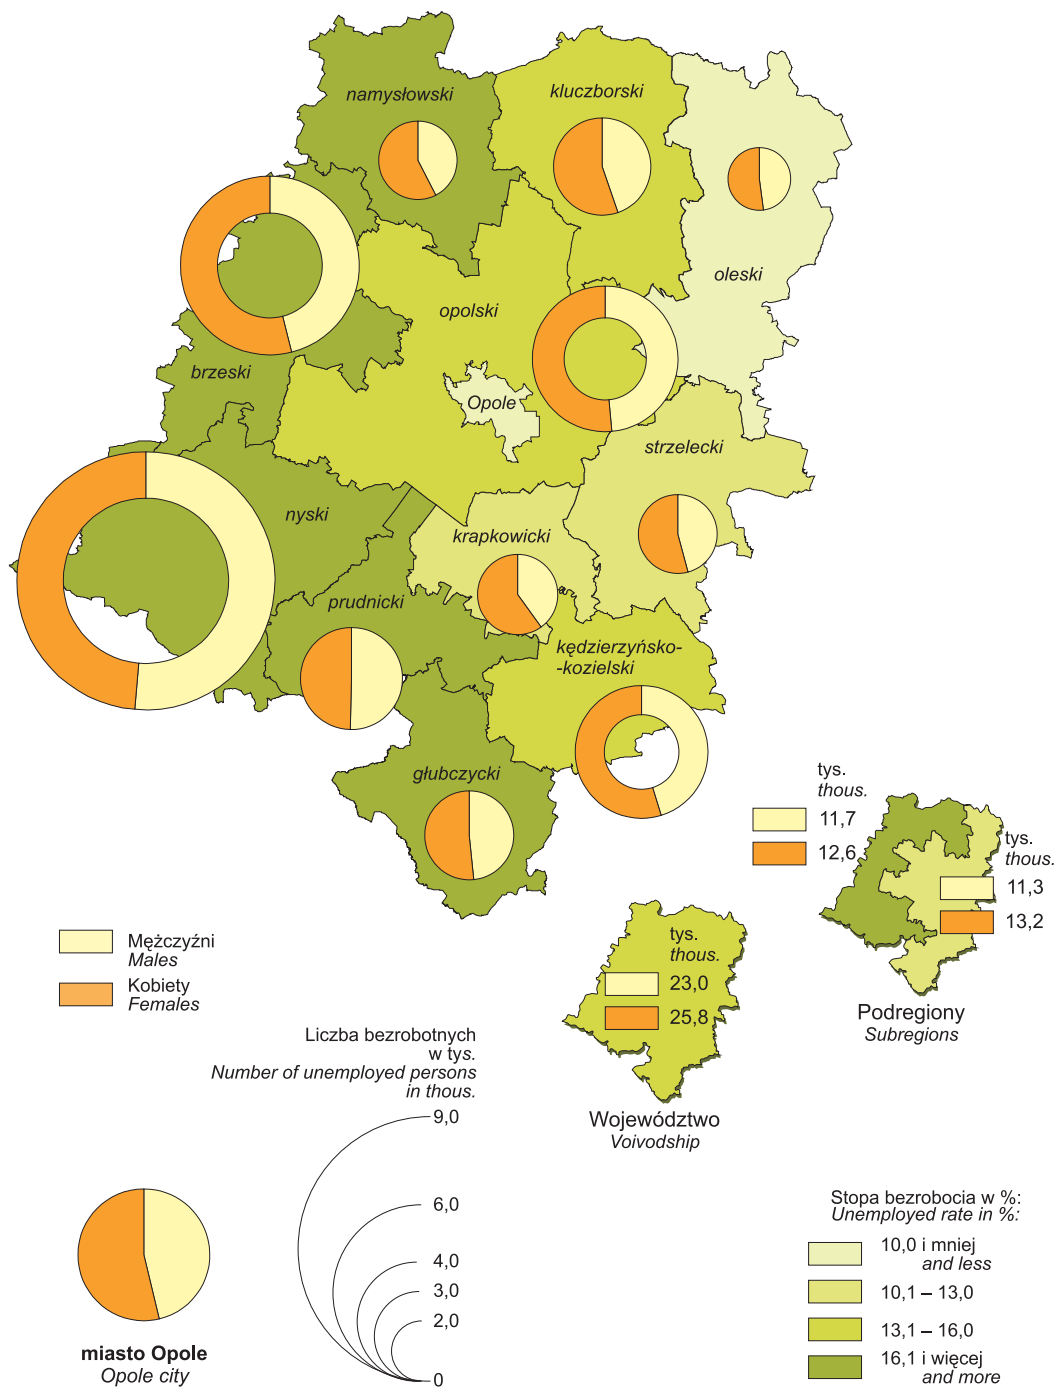 namysłowski
kluczborski
oleski
opolski
brzeski
Opole
strzelecki
nyski
krapkowicki
prudnicki
kędzierzyńsko-
-kozielski
głubczycki
tys.
thous.
11,7
12,6
tys.
thous.
11,3
13,2
Podregiony
Subregions
tys.
thous.
23,0
25,8
Województwo
Voivodship
Mężczyźni
Males
Kobiety
Females
Liczba bezrobotnych
w tys.
Number of unemployed persons
in thous.
9,0
6,0
4,0
3,0
2,0
0
miasto Opole
Opole city
Stopa bezrobocia w %:
Unemployed rate in %:
10,0 i mniej
and less
10,1 – 13,0
13,1 – 16,0
16,1 i więcej
and more